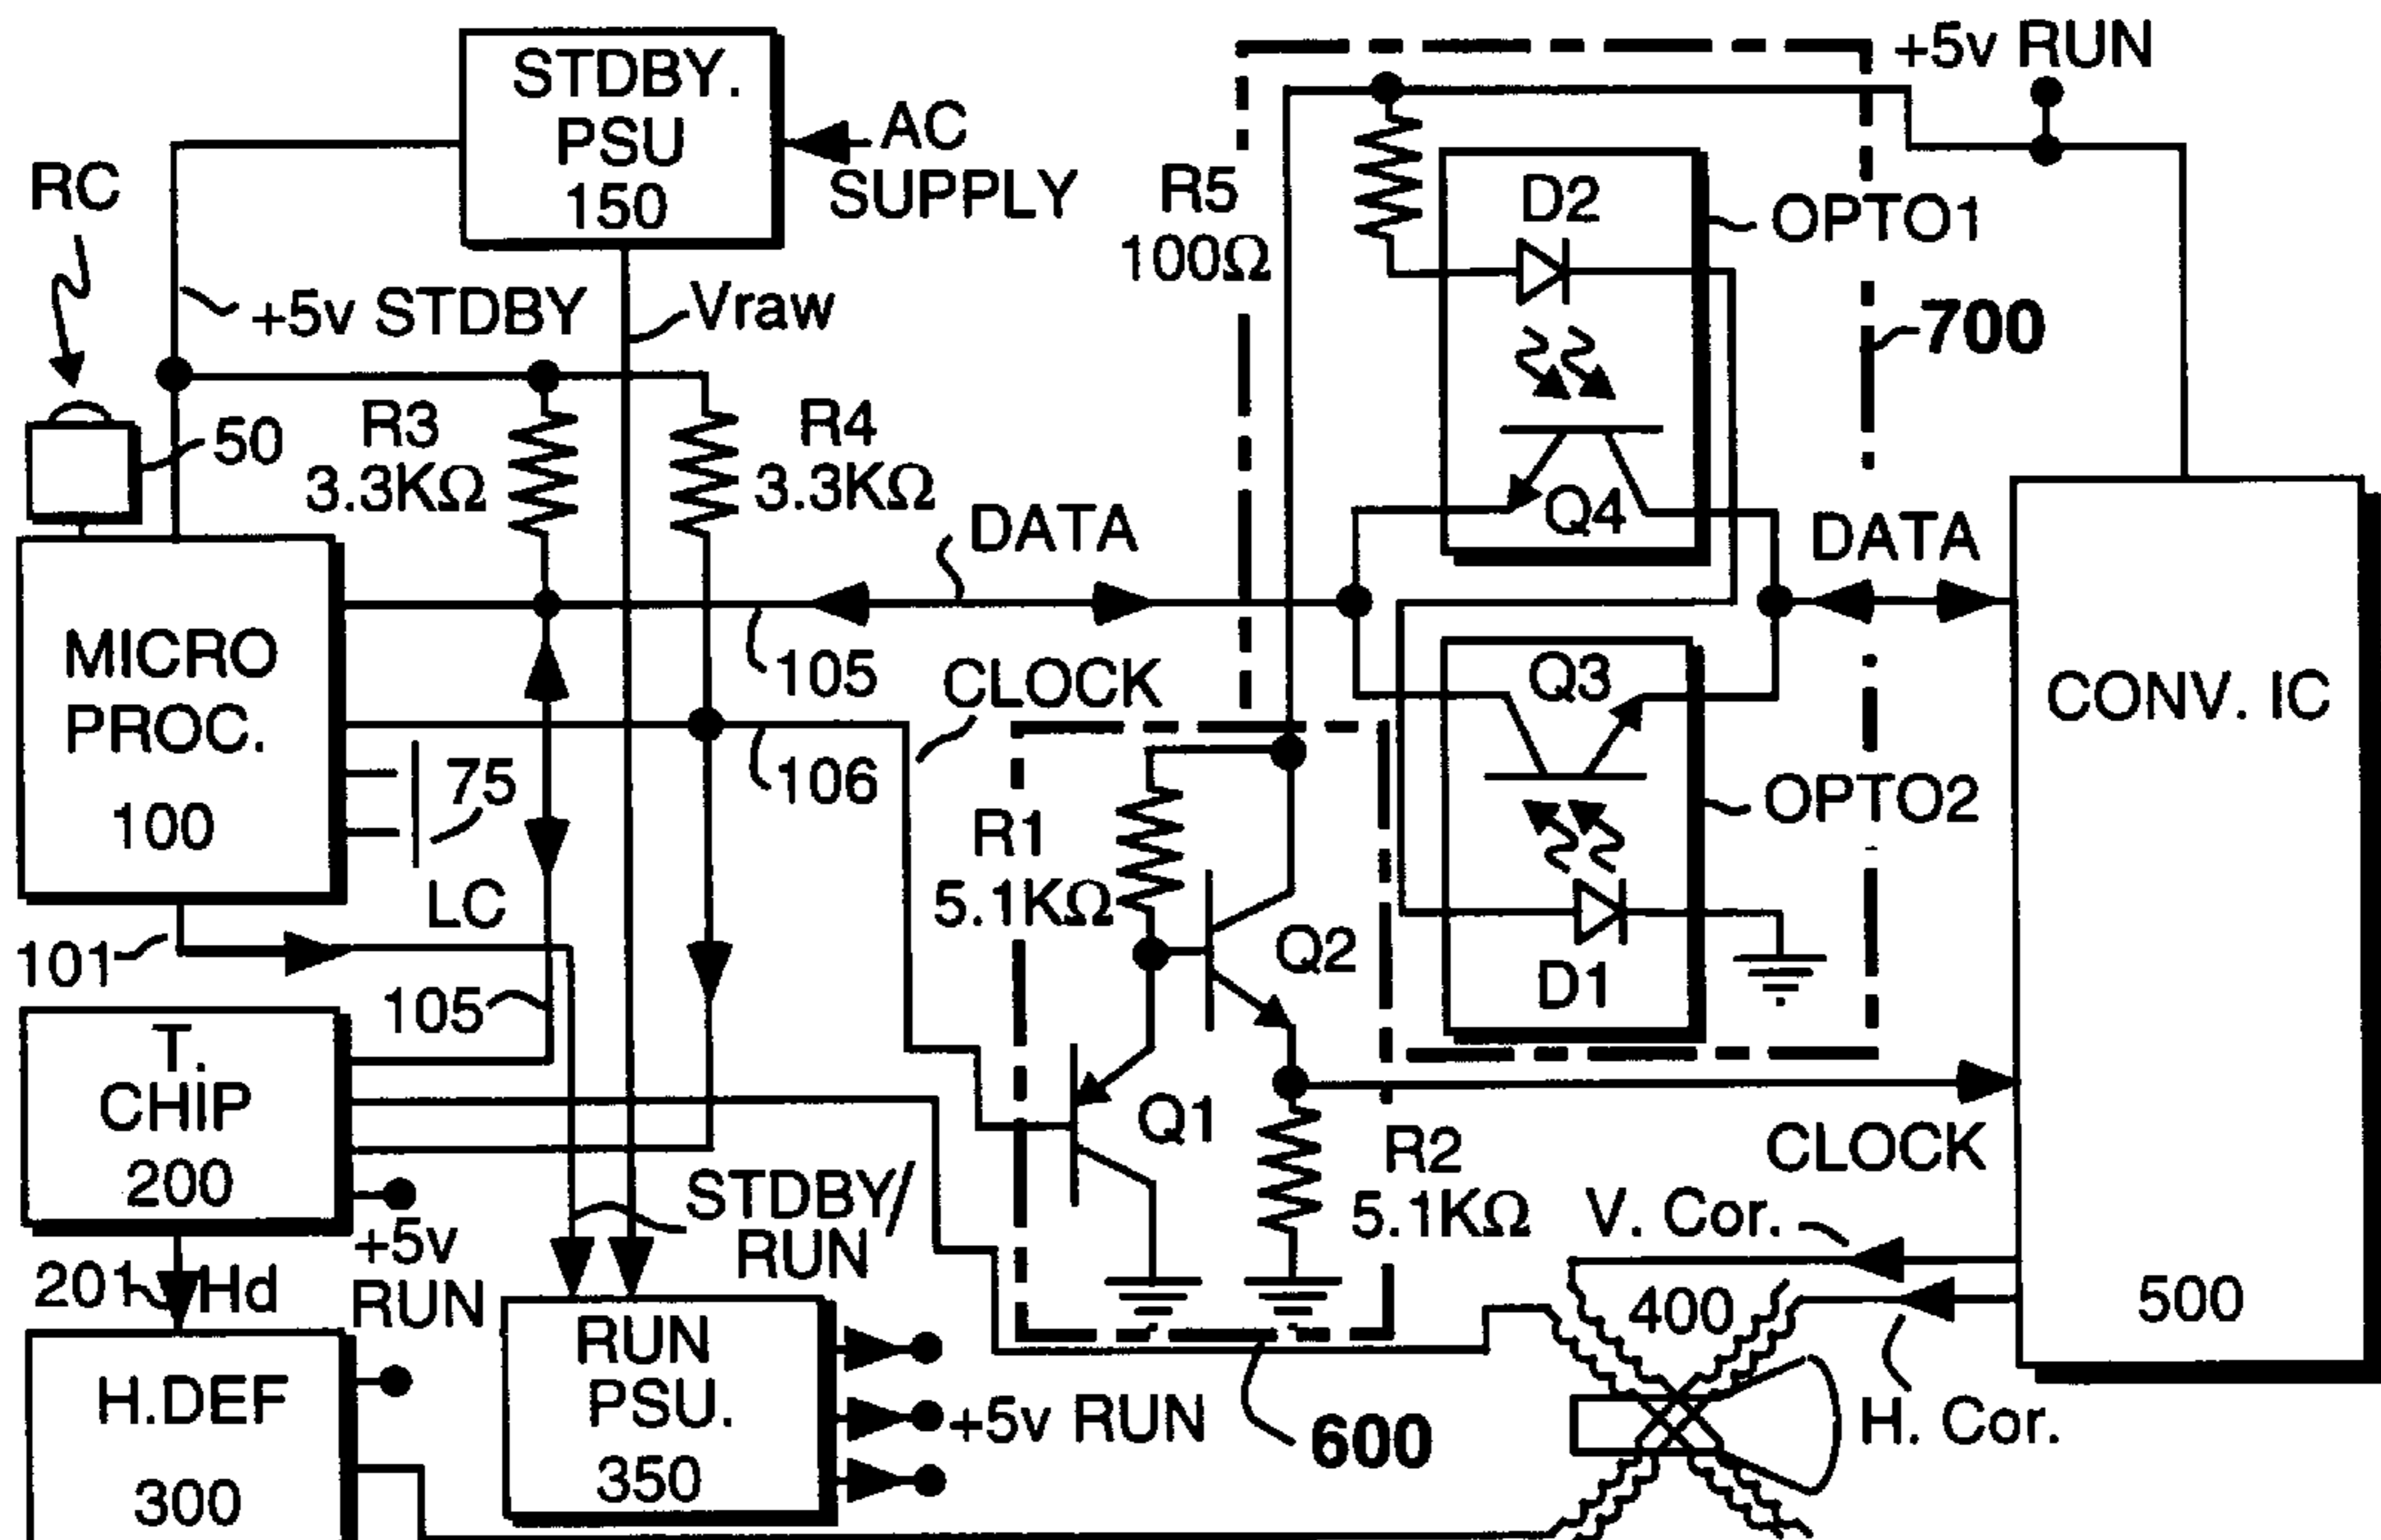 STDBY.
PSU
150
AC
SUPPLY
+5v RUN
RC
R5
100Ω
D2
OPTO1
+5v STDBY
Vraw
700
50
R3
3.3KΩ
R4
3.3KΩ
DATA
Q4
DATA
MICRO
PROC.
100
105
CLOCK
Q3
CONV. IC
75
106
R1
5.1KΩ
OPTO2
LC
101
105
Q2
D1
T.
CHIP
200
Q1
R2
5.1KΩ
CLOCK
STDBY/
RUN
V. Cor.
+5v
RUN
201
Hd
400
500
RUN
PSU.
350
H.DEF
300
+5v RUN
600
H. Cor.